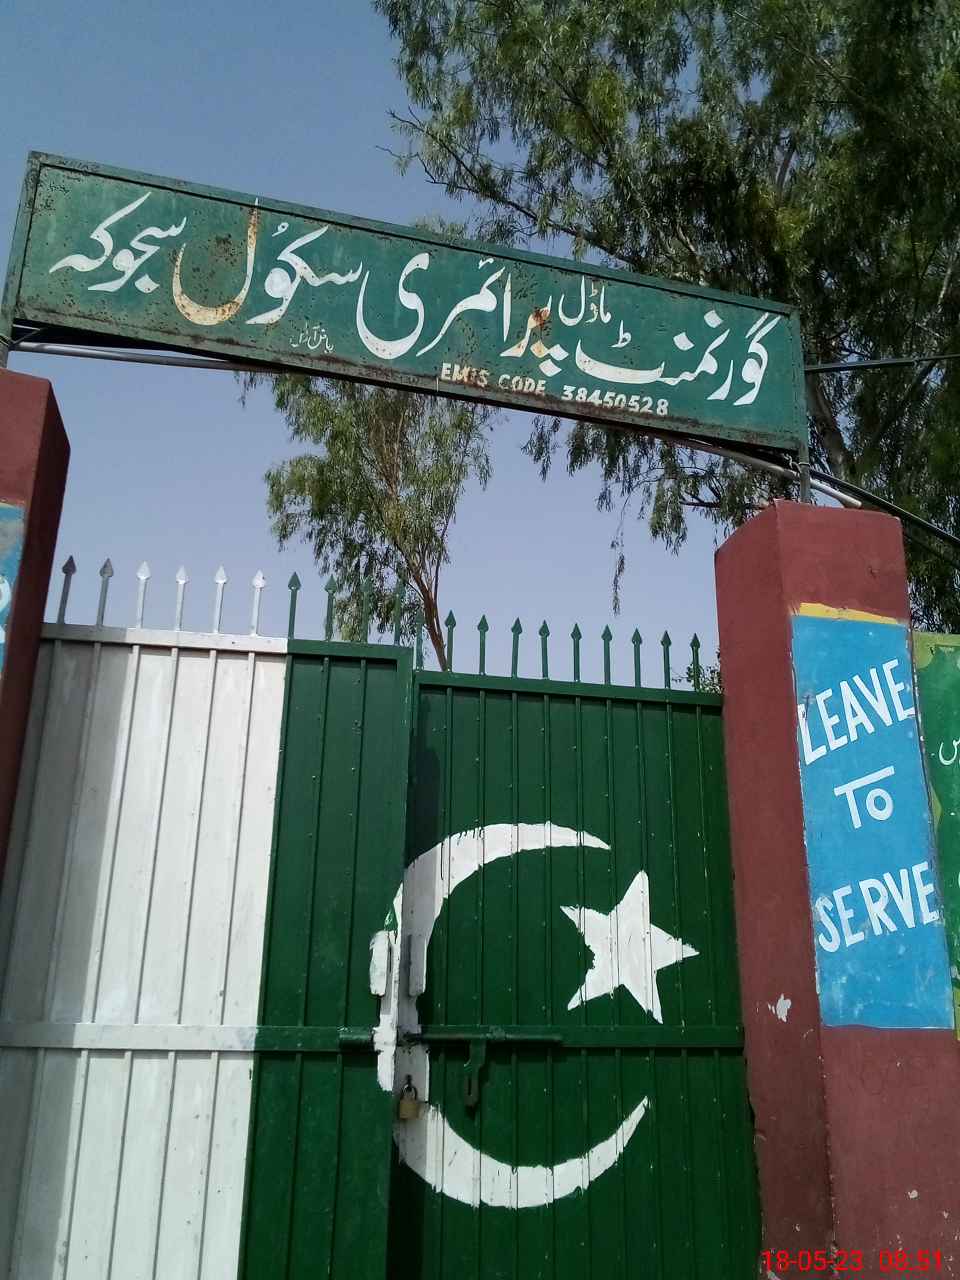 گورنمنٹ ماڈل پرائمری سکول سجوکہ
EMIS CODE 38450528
LEAVE
TO
SERVE
18-05-23 08:51